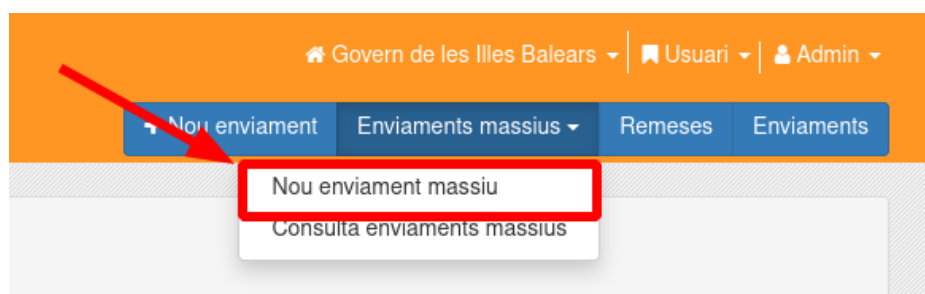 Govern de les Illes Balears Usuari Admin
Nou enviament Enviaments massius Remeses Enviaments
Nou enviament massiu
Consulta enviaments massius